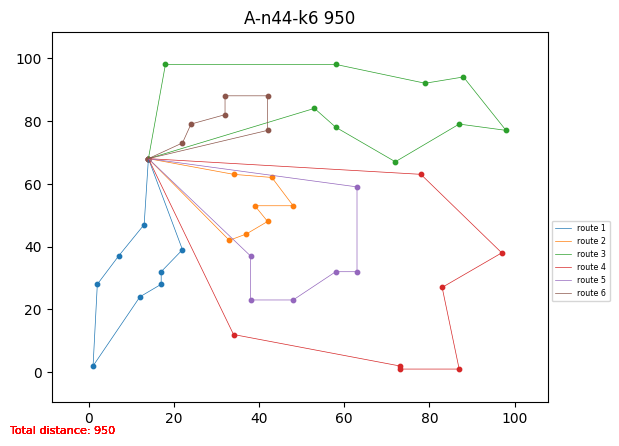 A-n44-k6 950
100
80
60
40
20
0
0 20 40 60 80 100
route 1
route 2
route 3
route 4
route 5
route 6
Total distance: 950